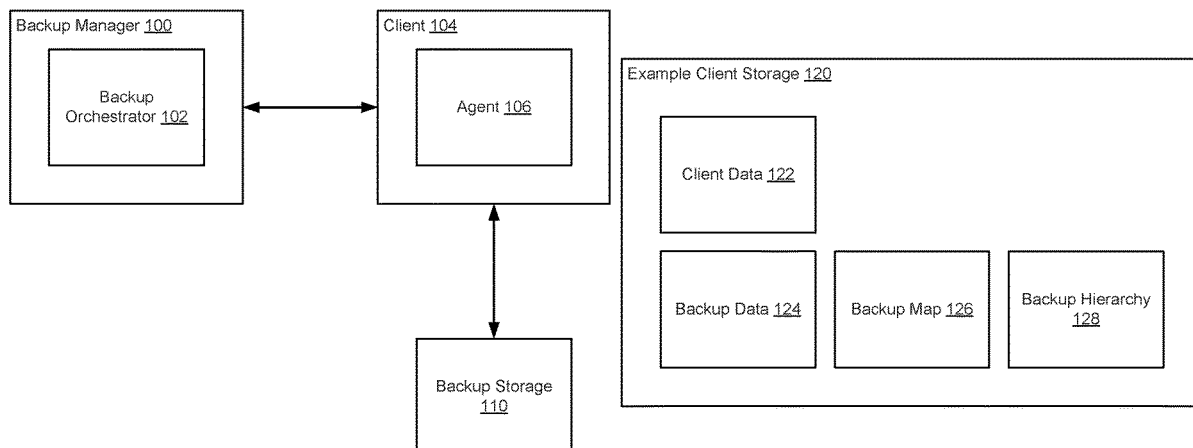 Backup Manager 100
Backup
Orchestrator 102
Client 104
Agent 106
Example Client Storage 120
Client Data 122
Backup Data 124
Backup Map 126
Backup Hierarchy
128
Backup Storage
110